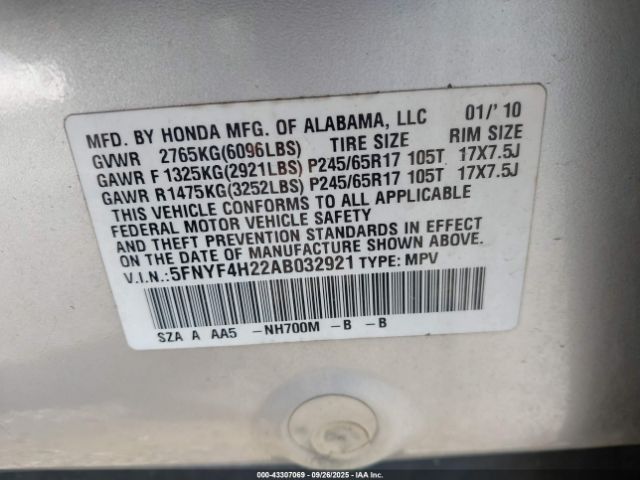 MFD. BY HONDA MFG. OF ALABAMA, LLC 01/'10
GVWR 2765KG(6096LBS) TIRE SIZE RIM SIZE
GAWR F 1325KG(2921LBS) P245/65R17 105T 17X7.5J
GAWR R 1475KG(3252LBS) P245/65R17 105T 17X7.5J
THIS VEHICLE CONFORMS TO ALL APPLICABLE
FEDERAL MOTOR VEHICLE SAFETY
AND THEFT PREVENTION STANDARDS IN EFFECT
ON THE DATE OF MANUFACTURE SHOWN ABOVE.
V.I.N.: 5FNYF4H22AB032921 TYPE: MPV
SZA A AA5 -NH700M -B -B
000-43307069 | 09/26/2025 | IAAI.COM